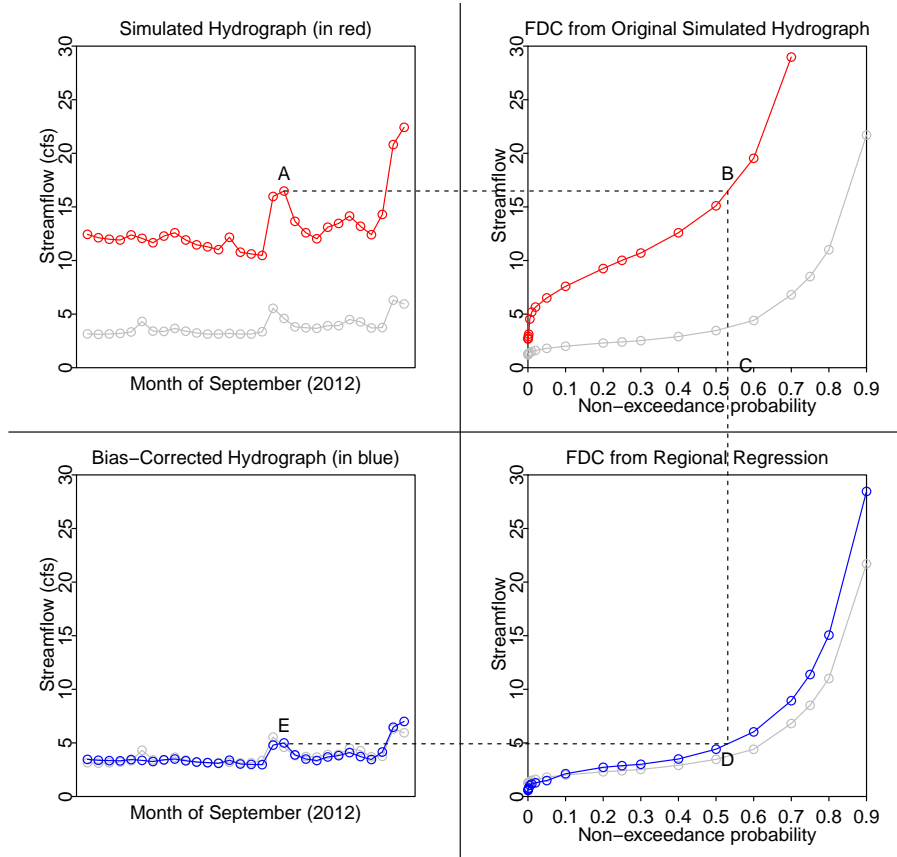 Simulated Hydrograph (in red)
Streamflow (cfs)
0 5 10 15 20 25 30
A
Month of September (2012)
FDC from Original Simulated Hydrograph
Streamflow
0 5 10 15 20 25 30
B
C
0 0.1 0.2 0.3 0.4 0.5 0.6 0.7 0.8 0.9
Non−exceedance probability
Bias−Corrected Hydrograph (in blue)
Streamflow (cfs)
0 5 10 15 20 25 30
E
Month of September (2012)
FDC from Regional Regression
Streamflow
0 5 10 15 20 25 30
D
0 0.1 0.2 0.3 0.4 0.5 0.6 0.7 0.8 0.9
Non−exceedance probability